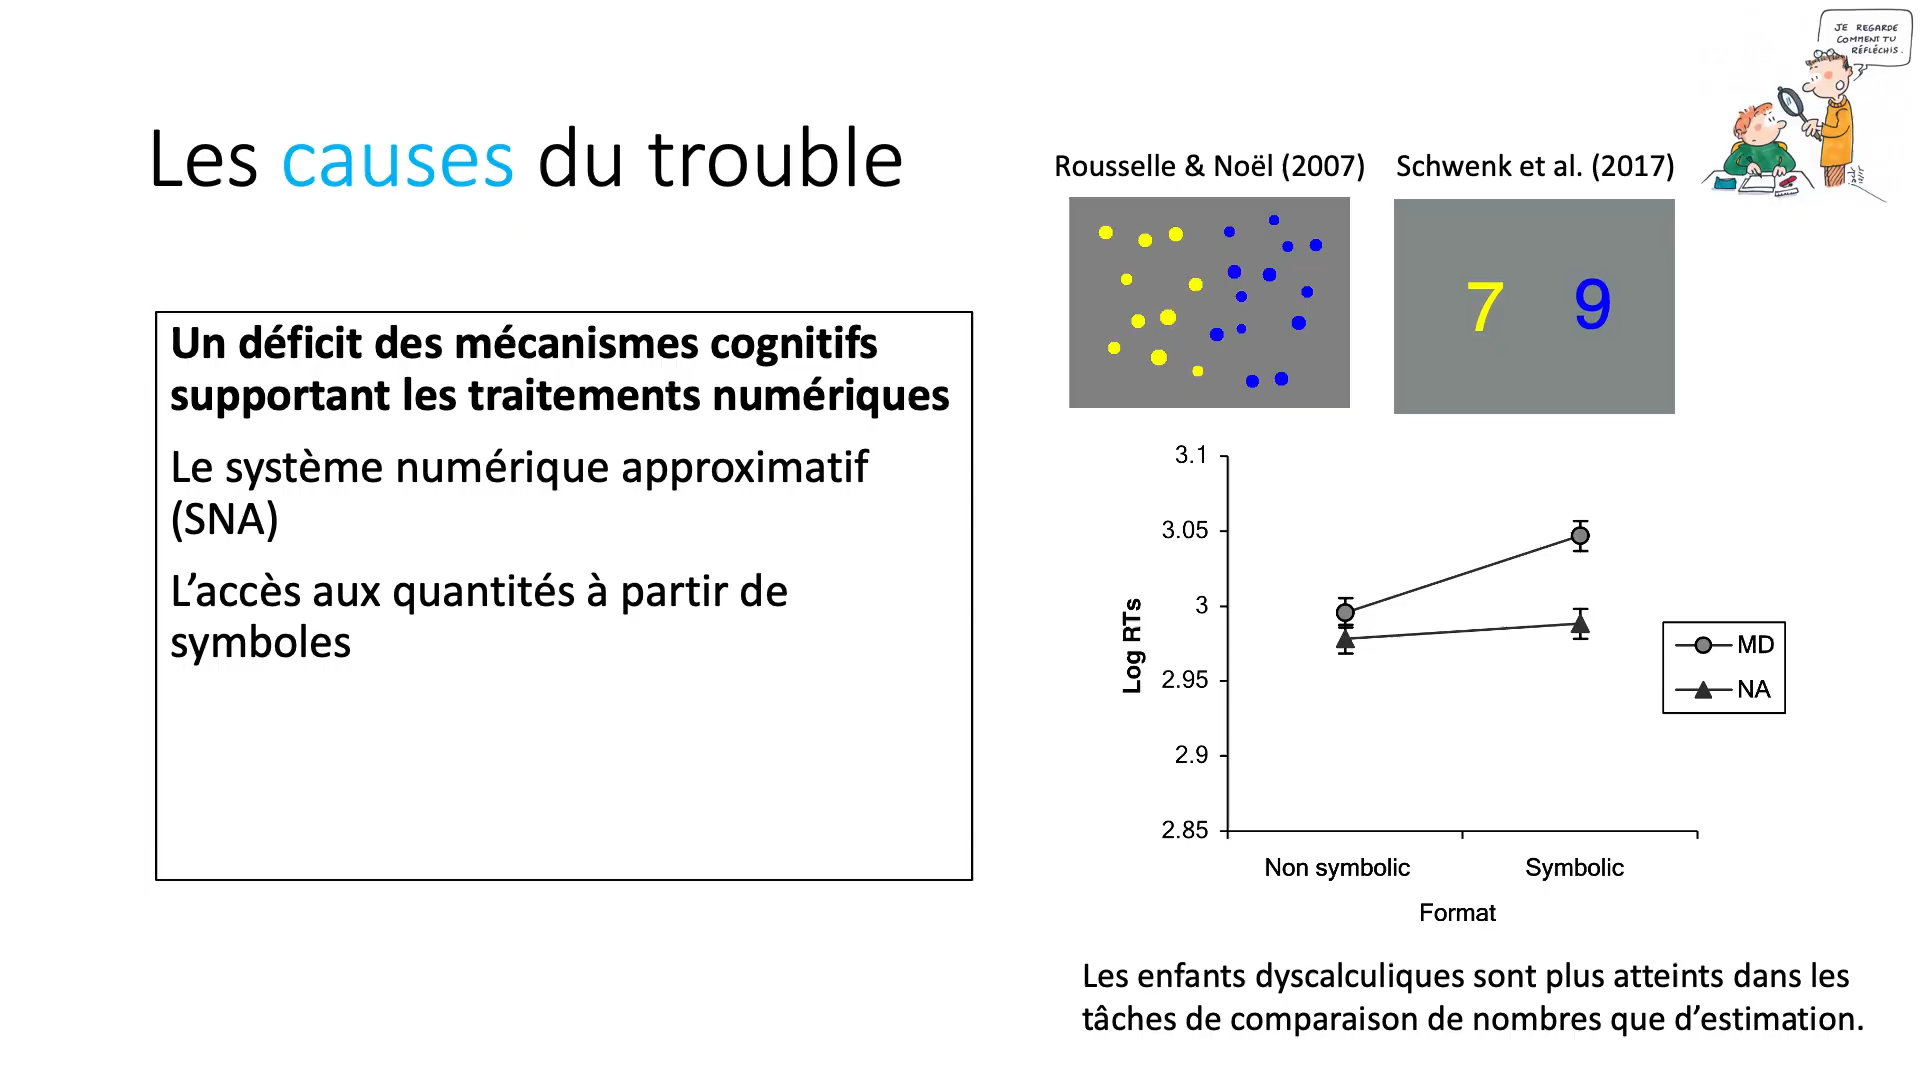 JE REGARDE
COMMENT TU
RÉFLÉCHIS.
Les causes du trouble
Rousselle & Noël (2007)
Schwenk et al. (2017)
7 9
Un déficit des mécanismes cognitifs
supportant les traitements numériques
Le système numérique approximatif
(SNA)
L’accès aux quantités à partir de
symboles
3.1
3.05
3
2.95
2.9
2.85
Log RTs
MD
NA
Non symbolic
Symbolic
Format
Les enfants dyscalculiques sont plus atteints dans les
tâches de comparaison de nombres que d’estimation.